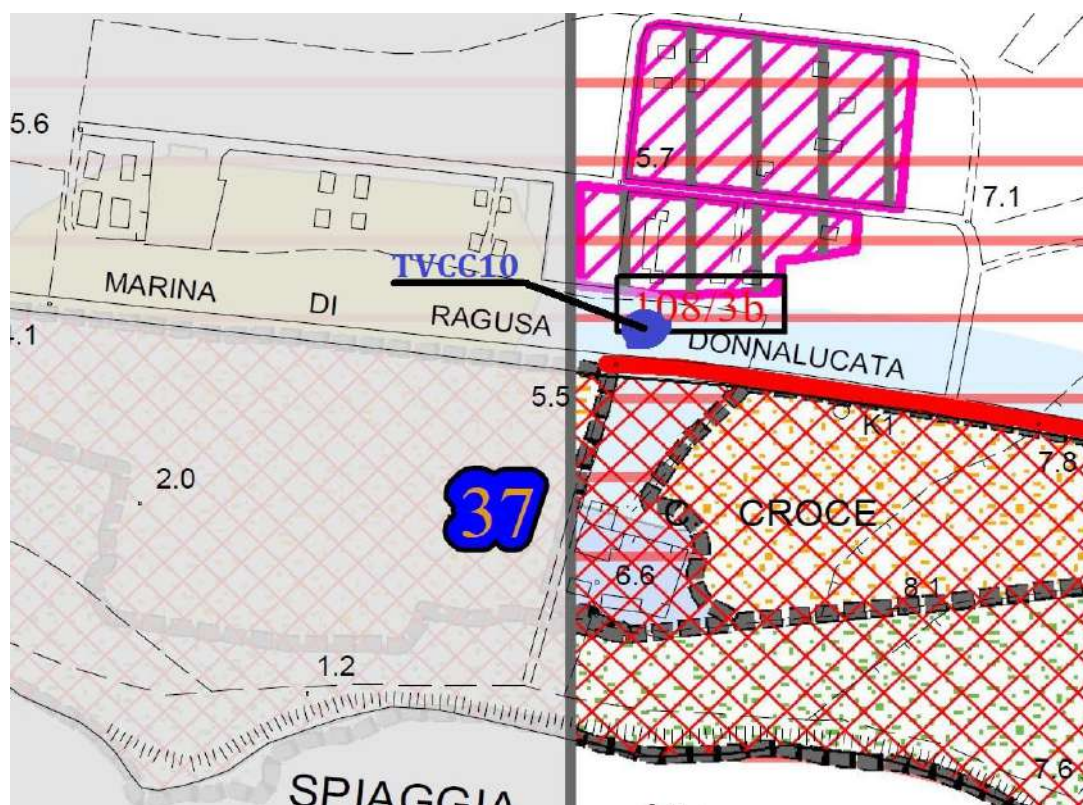 5.6
5.7
7.1
TVCC10
MARINA DI RAGUSA
108/3b
DONNALUCATA
5.5
K1
7.8
2.0
37
C CROCE
6.6
8.1
1.2
7.6
SPIAGGIA